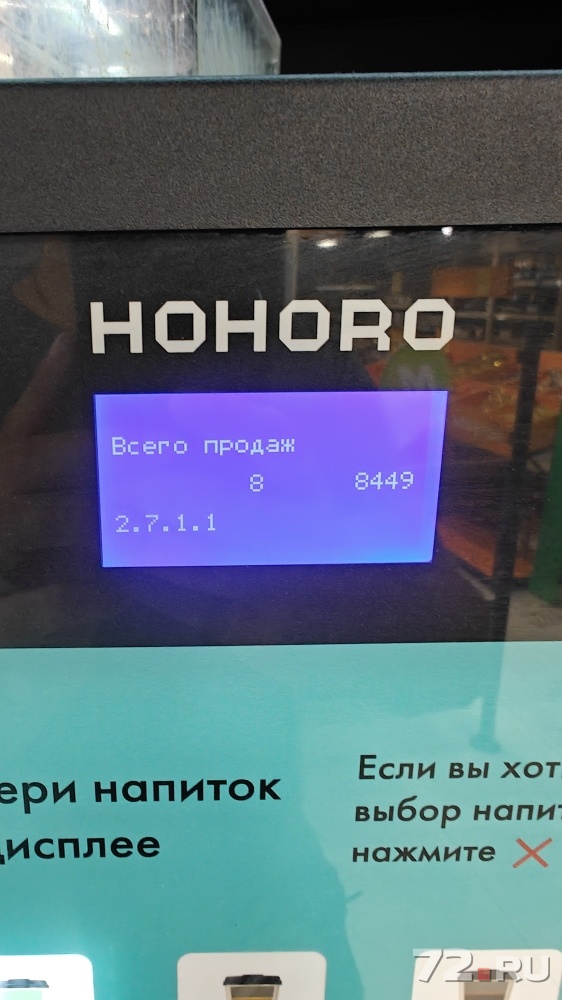 HOHORO
Всего продаж
8 8449
2.7.1.1
ери напиток
дисплее
Если вы хот
выбор напит
нажмите
72.RU